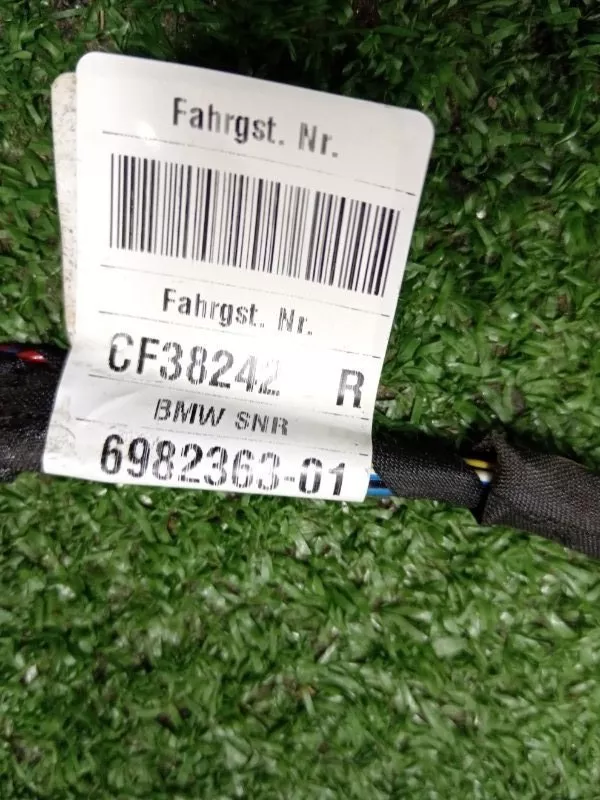 Fahrgst. Nr.
Fahrgst. Nr.
CF38242 R
BMW SNR
6982363-01